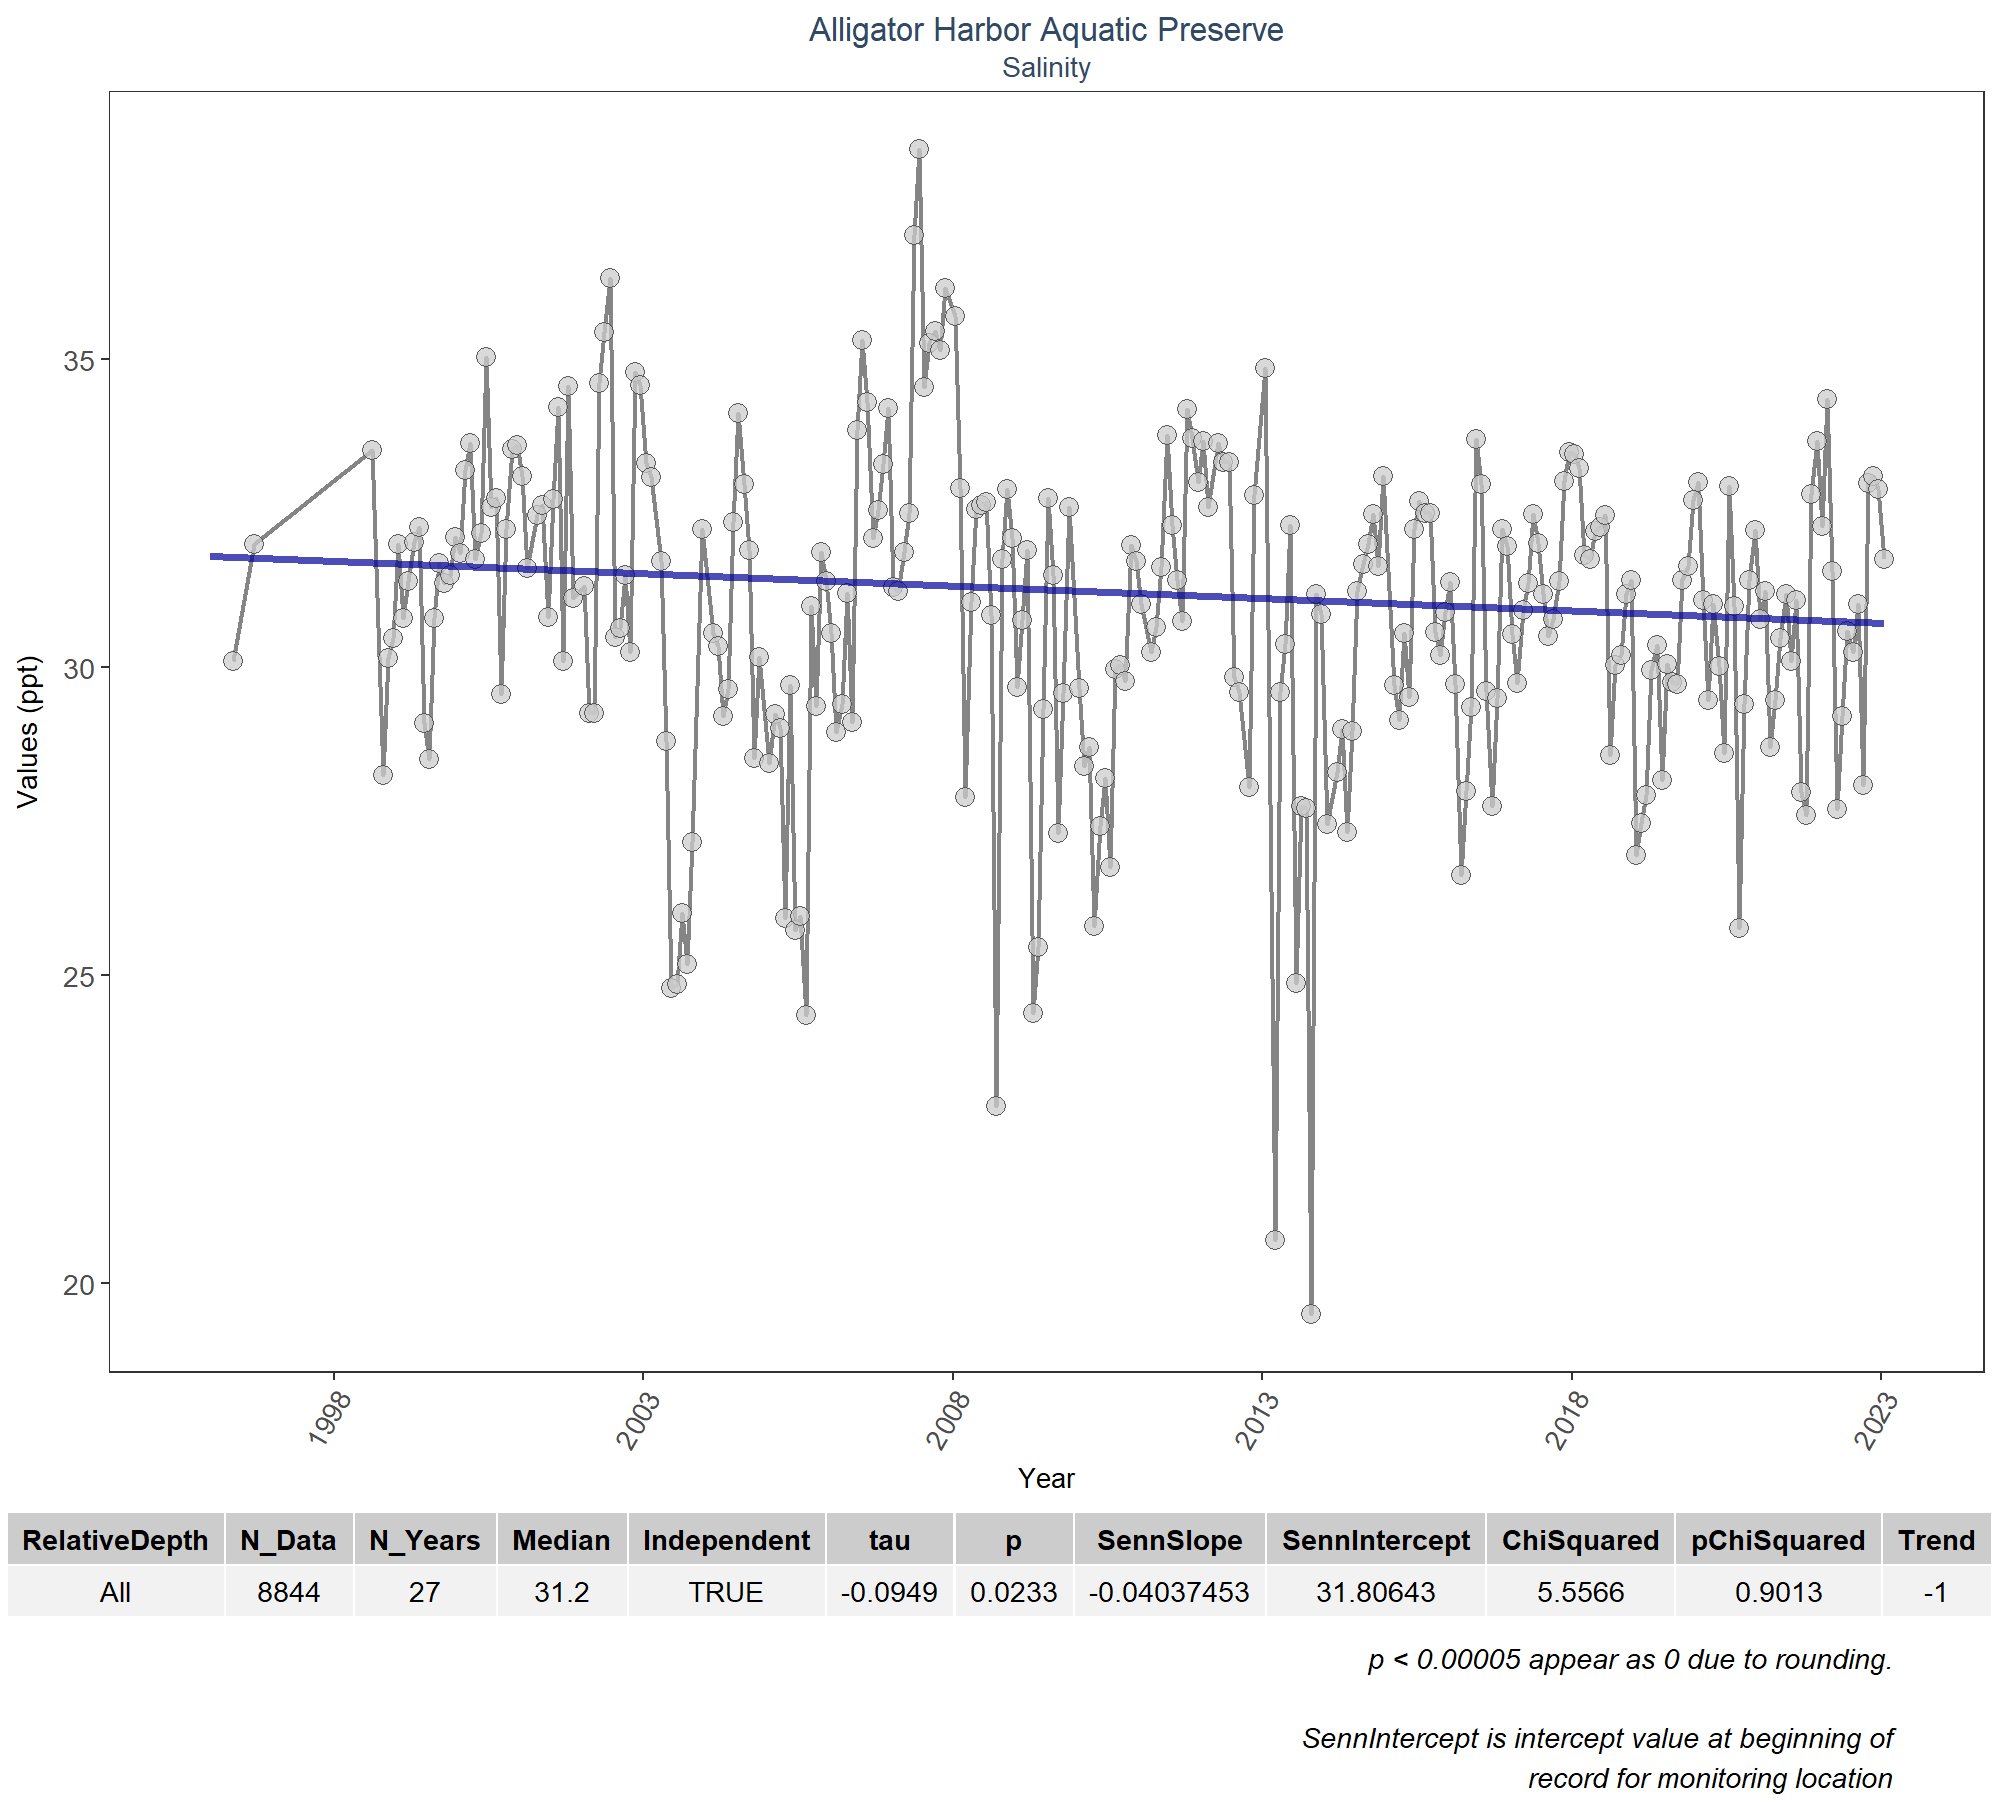 Alligator Harbor Aquatic Preserve
Salinity
Values (ppt)
35
30
25
20
1998
2003
2008
2013
2018
2023
Year
RelativeDepth N_Data N_Years Median Independent tau p SennSlope SennIntercept ChiSquared pChiSquared Trend
All 8844 27 31.2 TRUE -0.0949 0.0233 -0.04037453 31.80643 5.5566 0.9013 -1
p < 0.00005 appear as 0 due to rounding.
SennIntercept is intercept value at beginning of
record for monitoring location